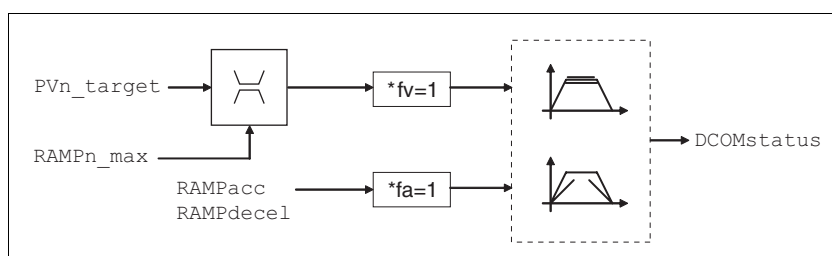 PVn_target
*fv=1
DCOMstatus
RAMPn_max
RAMPacc
RAMPdecel
*fa=1